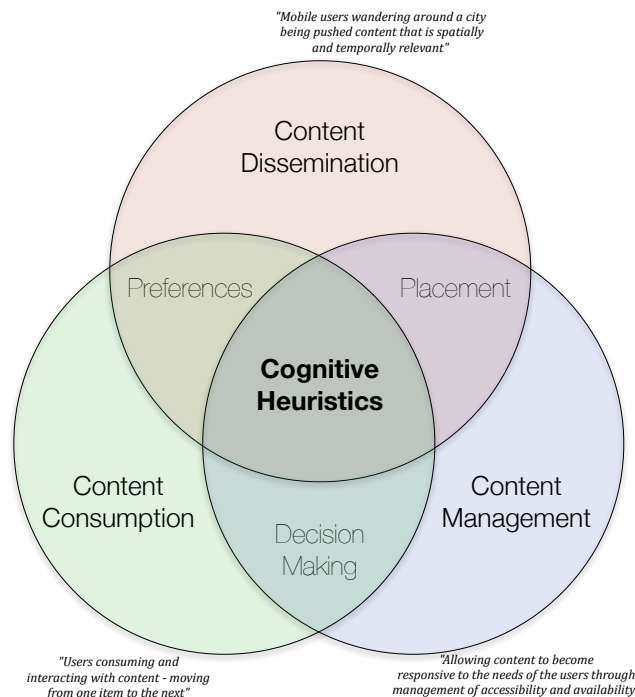 "Mobile users wandering around a city
being pushed content that is spatially
and temporally relevant"
Content
Dissemination
Preferences
Placement
Cognitive
Heuristics
Content
Consumption
Content
Management
Decision
Making
"Users consuming and
interacting with content - moving
from one item to the next"
"Allowing content to become
responsive to the needs of the users through
management of accessibility and availability